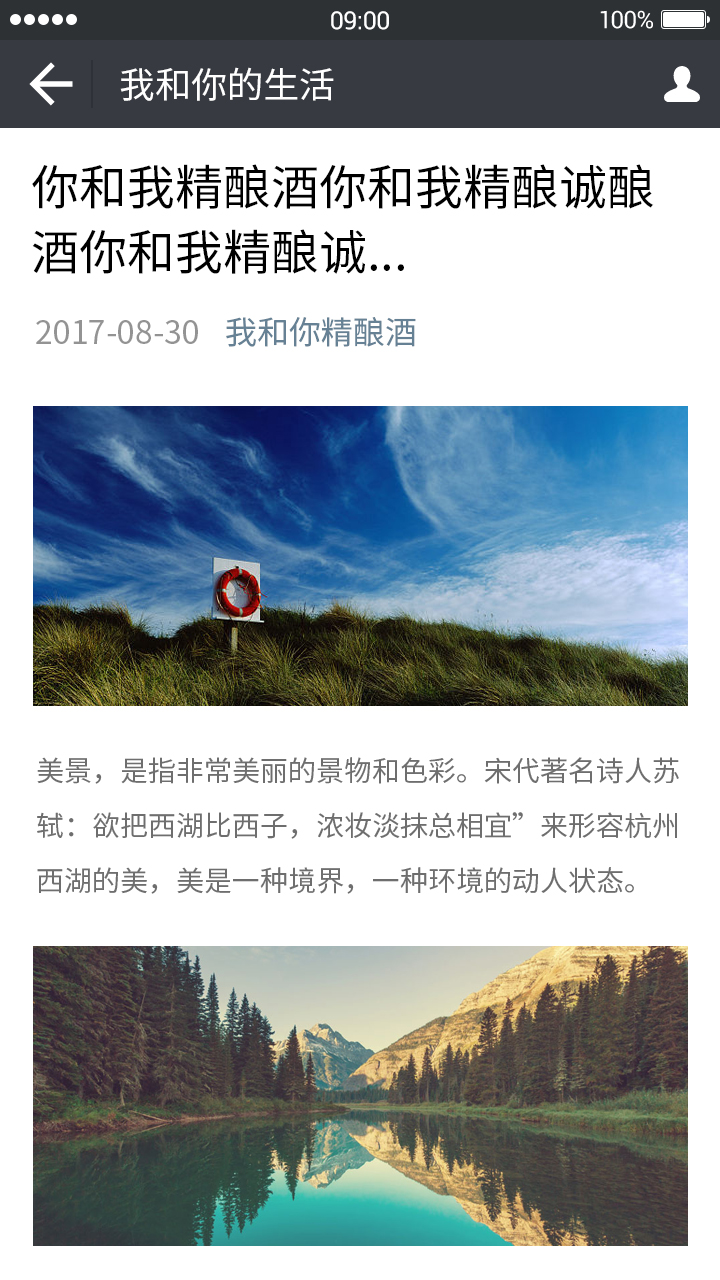 09:00
100%
我和你的生活
你和我精酿酒你和我精酿诚酿
酒你和我精酿诚...
2017-08-30 我和你精酿酒
美景，是指非常美丽的景物和色彩。宋代著名诗人苏
轼：欲把西湖比西子，浓妆淡抹总相宜”来形容杭州
西湖的美，美是一种境界，一种环境的动人状态。